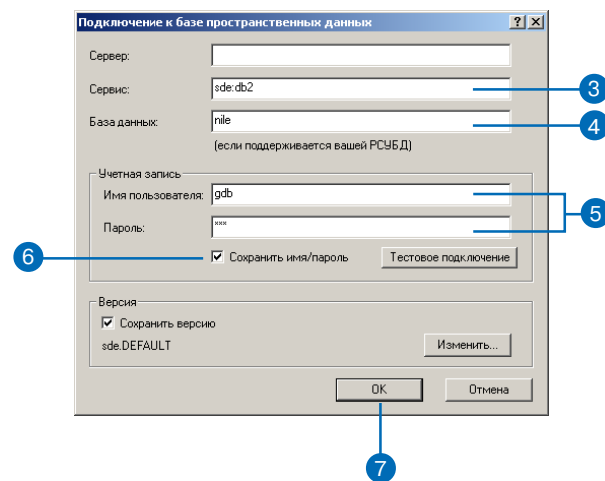 Подключение к базе пространственных данных
Сервер:
Сервис: sde:db2
3
База данных: nile
4
(если поддерживается вашей РСУБД)
Учетная запись
Имя пользователя: gdb
5
Пароль: ***
6
Сохранить имя/пароль Тестовое подключение
Версия
Сохранить версию
sde.DEFAULT Изменить...
OK Отмена
7